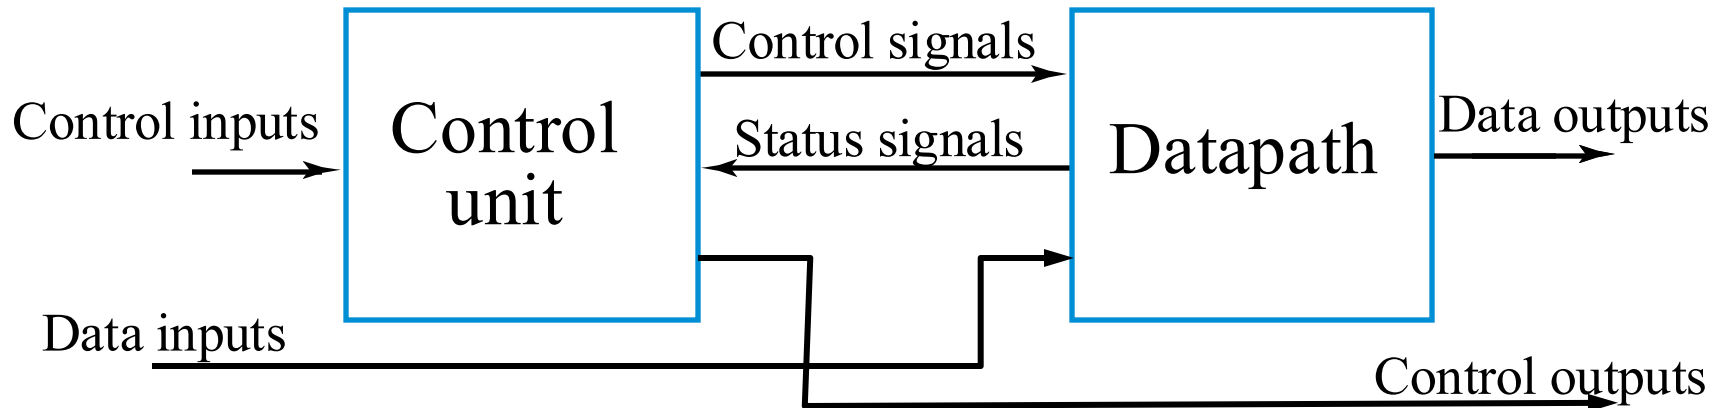 Control signals
Control inputs
Control
unit
Status signals
Datapath
Data outputs
Data inputs
Control outputs